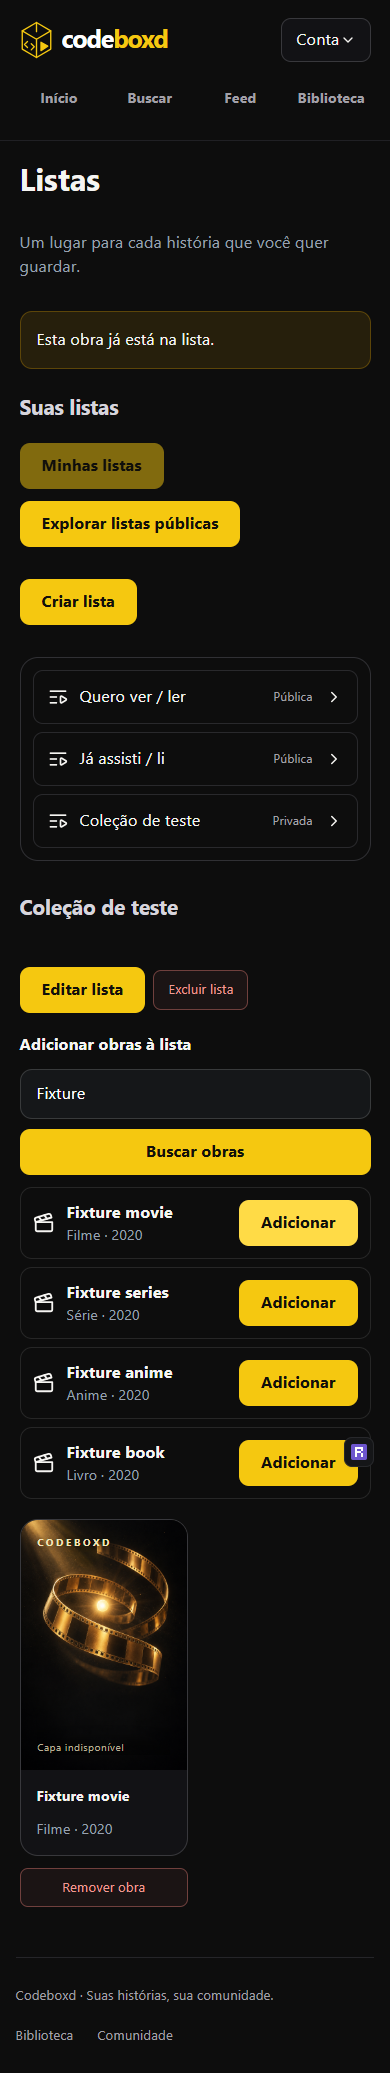 codeboxd
Conta
Início Buscar Feed Biblioteca
Listas
Um lugar para cada história que você quer
guardar.
Esta obra já está na lista.
Suas listas
Minhas listas
Explorar listas públicas
Criar lista
Quero ver / ler Pública
Já assisti / li Pública
Coleção de teste Privada
Coleção de teste
Editar lista Excluir lista
Adicionar obras à lista
Fixture
Buscar obras
Fixture movie
Filme · 2020
Adicionar
Fixture series
Série · 2020
Adicionar
Fixture anime
Anime · 2020
Adicionar
Fixture book
Livro · 2020
Adicionar
R
CODEBOXD
Capa indisponível
Fixture movie
Filme · 2020
Remover obra
Codeboxd · Suas histórias, sua comunidade.
Biblioteca Comunidade